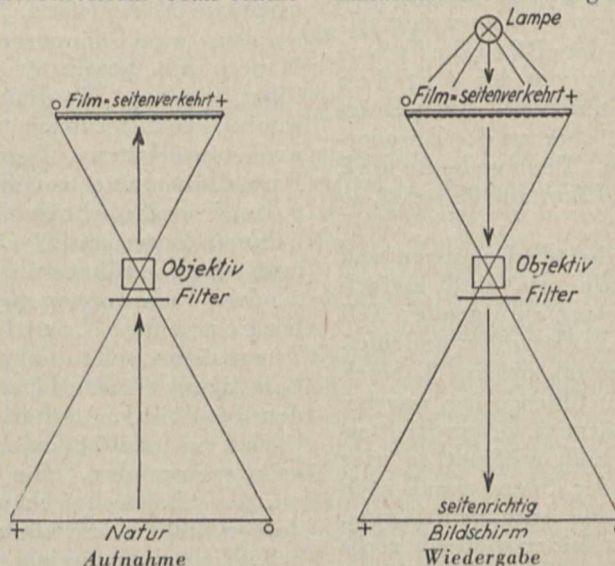 Lampe
○ Film=seitenverkehrt +
Objektiv
Filter
+ Natur ○
Aufnahme
○ Film=seitenverkehrt +
Objektiv
Filter
seitenrichtig
+ Bildschirm ○
Wiedergabe